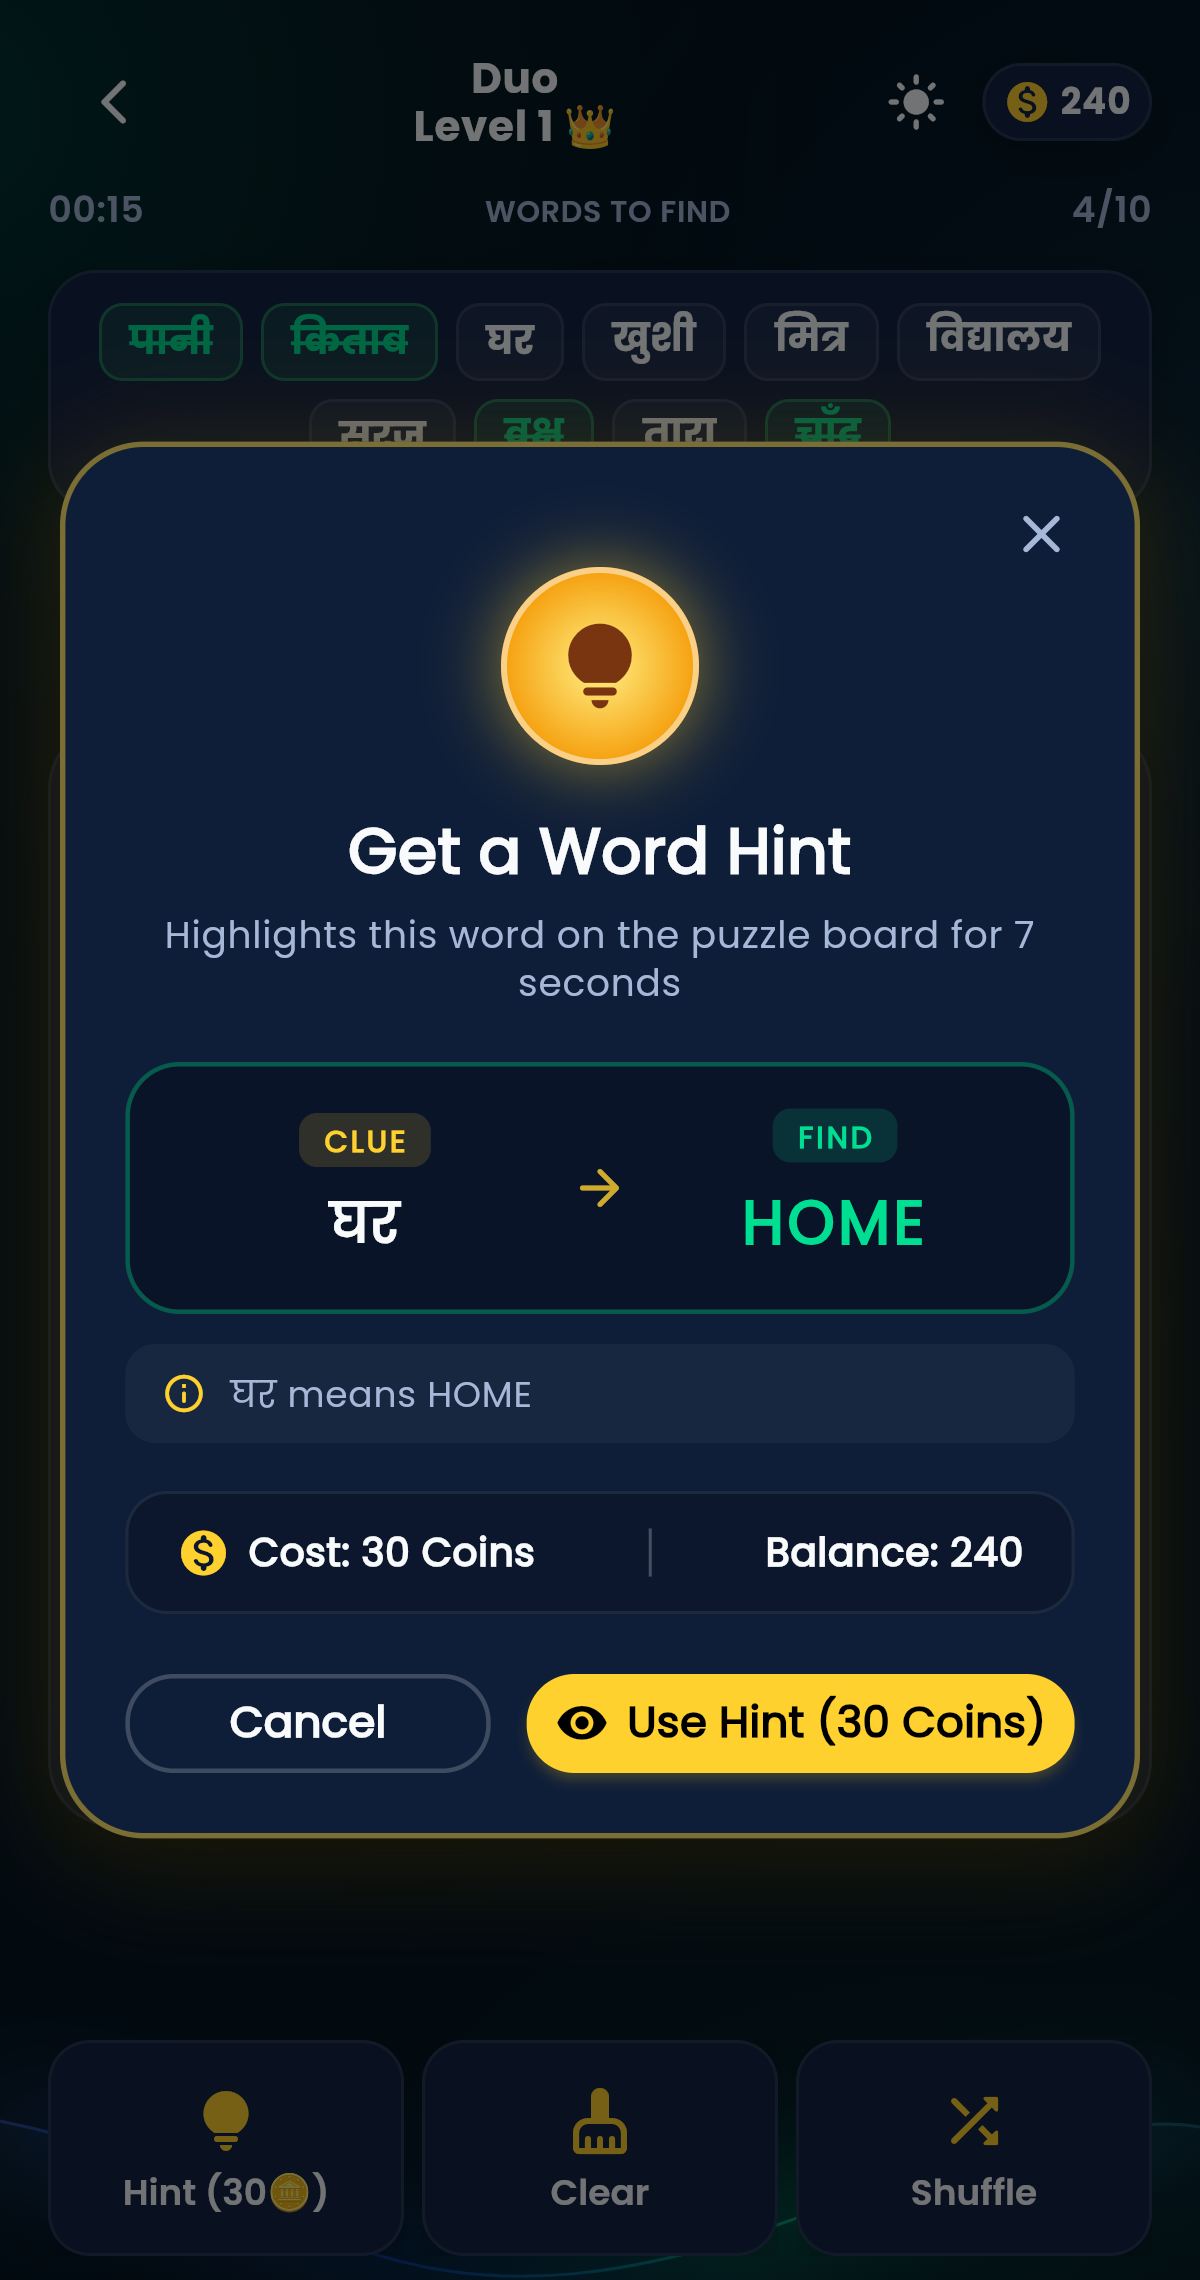 Duo
Level 1 👑
240
00:15
WORDS TO FIND
4/10
पानी किताब घर खुशी मित्र विद्यालय
सूरज वृक्ष तारा चाँद
Get a Word Hint
Highlights this word on the puzzle board for 7
seconds
CLUE
FIND
घर
HOME
घर means HOME
Cost: 30 Coins
Balance: 240
Cancel
Use Hint (30 Coins)
Hint (30🪙)
Clear
Shuffle